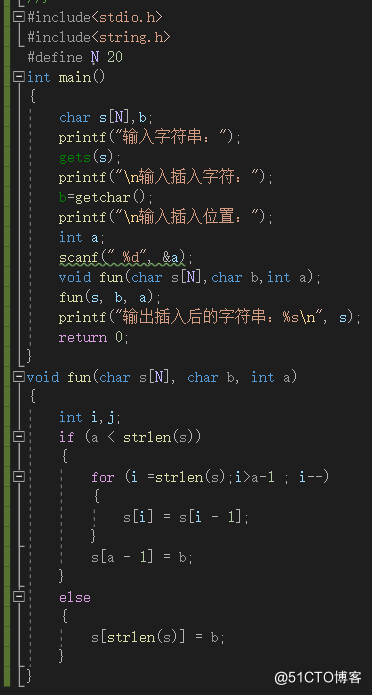 #include<stdio.h>
#include<string.h>
#define N 20
int main()
{
char s[N],b;
printf("输入字符串：");
gets(s);
printf("\n输入插入字符：");
b=getchar();
printf("\n输入插入位置：");
int a;
scanf(" %d", &a);
void fun(char s[N],char b,int a);
fun(s, b, a);
printf("输出插入后的字符串：%s\n", s);
return 0;
}
void fun(char s[N], char b, int a)
{
int i,j;
if (a < strlen(s))
{
for (i =strlen(s);i>a-1 ; i--)
{
s[i] = s[i - 1];
}
s[a - 1] = b;
}
else
{
s[strlen(s)] = b;
}
}
@51CTO博客